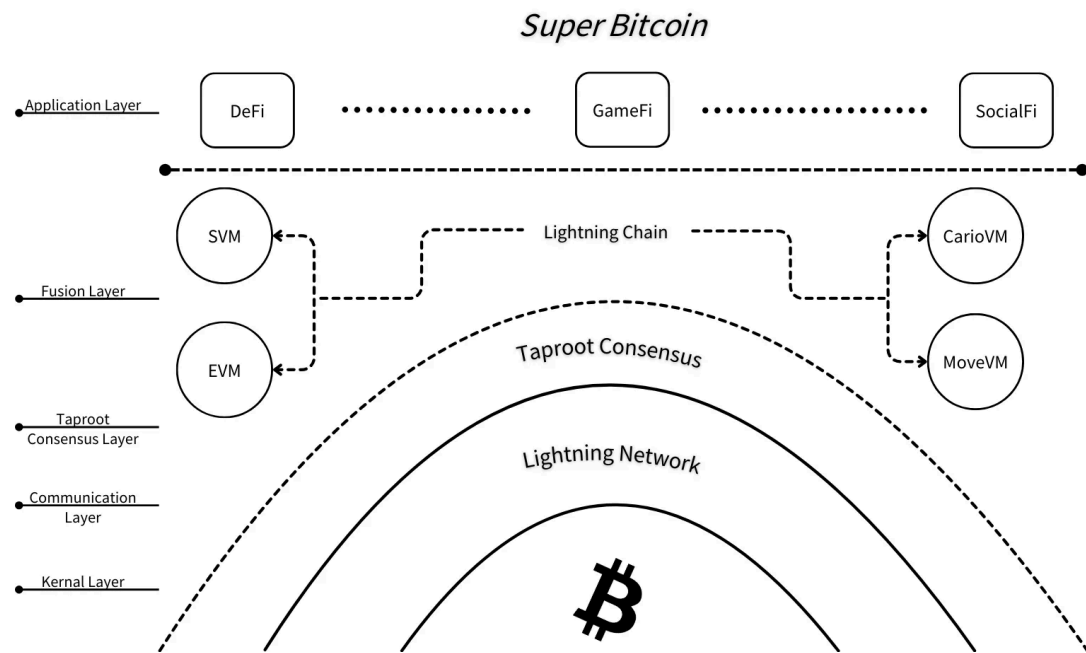 Super Bitcoin
Application Layer
DeFi
GameFi
SocialFi
SVM
Lightning Chain
CarioVM
Fusion Layer
EVM
MoveVM
Taproot Consensus
Taproot
Consensus Layer
Lightning Network
Communication
Layer
Kernal Layer